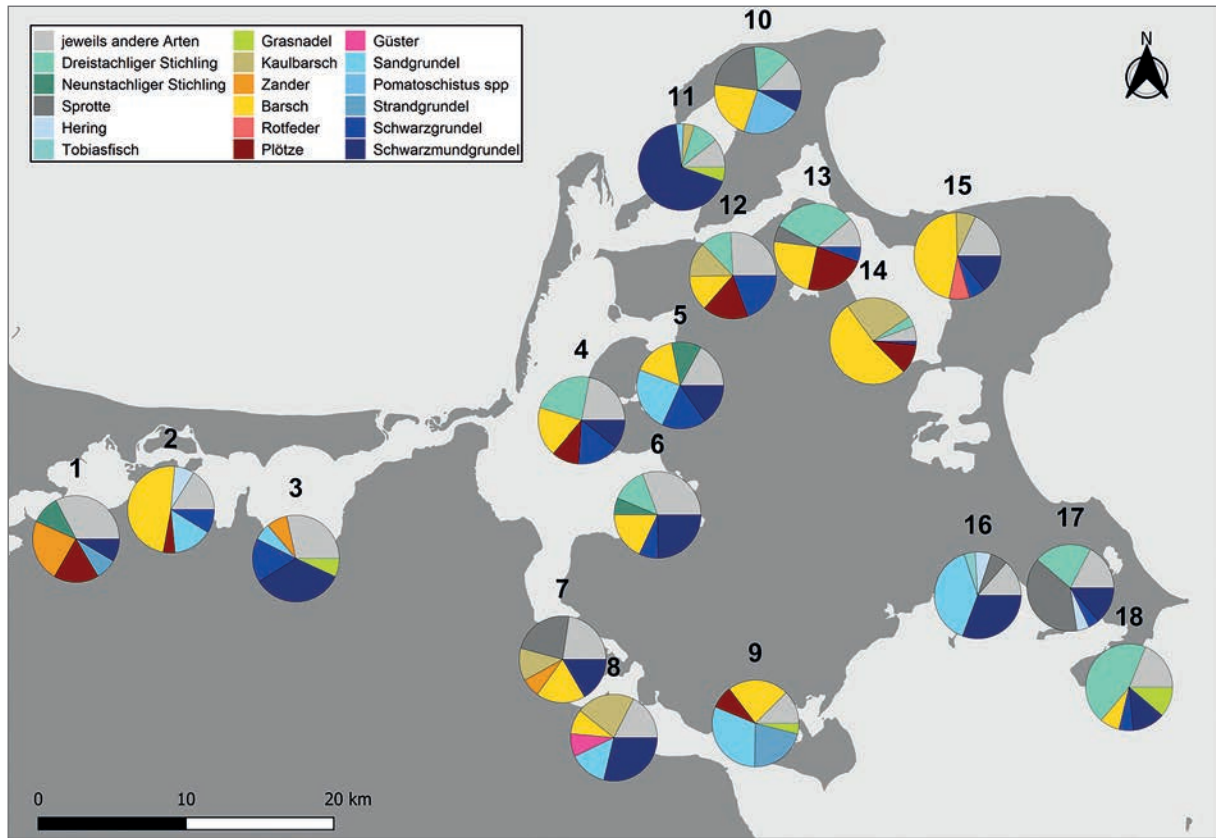 10
N
jeweils andere Arten
Dreistachliger Stichling
Neunstachliger Stichling
Sprotte
Hering
Tobiasfisch
Grasnadel
Kaulbarsch
Zander
Barsch
Rotfeder
Plötze
Güster
Sandgrundel
Pomatoschistus spp
Strandgrundel
Schwarzgrundel
Schwarzmundgrundel
11
12
13
15
14
5
4
6
2
1
3
16
17
7
18
8
9
0 10 20 km